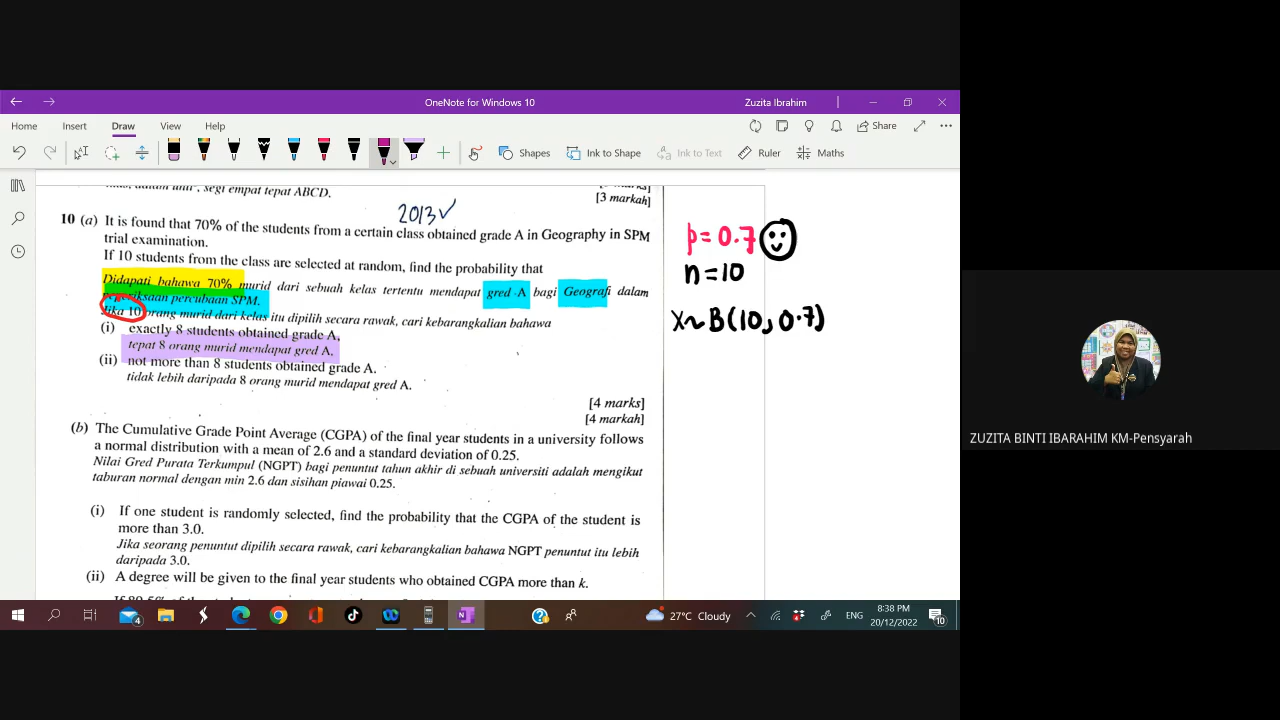 OneNote for Windows 10
Zuzita Ibrahim
Home Insert Draw View Help
Share
Shapes Ink to Shape Ink to Text Ruler Maths
segi empat tepat ABCD.
[3 markah]
2013✓
10 (a) It is found that 70% of the students from a certain class obtained grade A in Geography in SPM
trial examination.
If 10 students from the class are selected at random, find the probability that
Didapati bahawa 70% murid dari sebuah kelas tertentu mendapat gred A bagi Geografi dalam
peperiksaan percubaan SPM.
Jika 10 orang murid dari kelas itu dipilih secara rawak, cari kebarangkalian bahawa
(i) exactly 8 students obtained grade A,
tepat 8 orang murid mendapat gred A.
(ii) not more than 8 students obtained grade A.
tidak lebih daripada 8 orang murid mendapat gred A.
[4 marks]
[4 markah]
p = 0.7
n = 10
X~B(10, 0.7)
(b) The Cumulative Grade Point Average (CGPA) of the final year students in a university follows
a normal distribution with a mean of 2.6 and a standard deviation of 0.25.
Nilai Gred Purata Terkumpul (NGPT) bagi penuntut tahun akhir di sebuah universiti adalah mengikut
taburan normal dengan min 2.6 dan sisihan piawai 0.25.
(i) If one student is randomly selected, find the probability that the CGPA of the student is
more than 3.0.
Jika seorang penuntut dipilih secara rawak, cari kebarangkalian bahawa NGPT penuntut itu lebih
daripada 3.0.
(ii) A degree will be given to the final year students who obtained CGPA more than k.
ZUZITA BINTI IBARAHIM KM-Pensyarah
4
27°C Cloudy
ENG
8:38 PM
20/12/2022
10